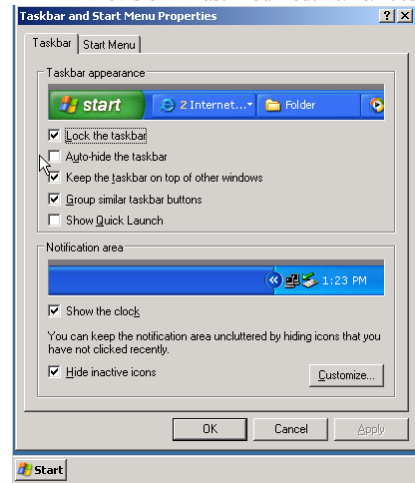 Taskbar and Start Menu Properties
Taskbar Start Menu
Taskbar appearance
start 2 Internet... Folder
Lock the taskbar
Auto-hide the taskbar
Keep the taskbar on top of other windows
Group similar taskbar buttons
Show Quick Launch
Notification area
1:23 PM
Show the clock
You can keep the notification area uncluttered by hiding icons that you
have not clicked recently.
Hide inactive icons
Customize...
OK Cancel Apply
Start